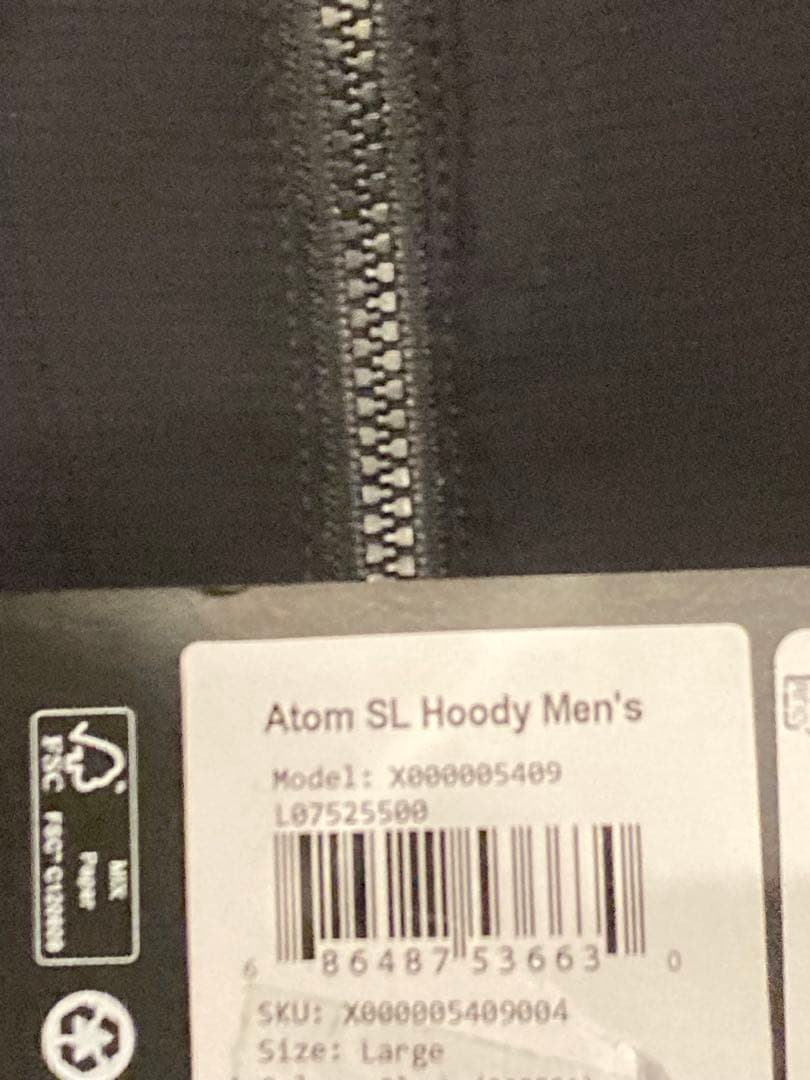 Atom SL Hoody Men's
Model: X000005409
L07525500
6 86487 53663 0
SKU: X000005409004
Size: Large
FSC
MIX
Paper